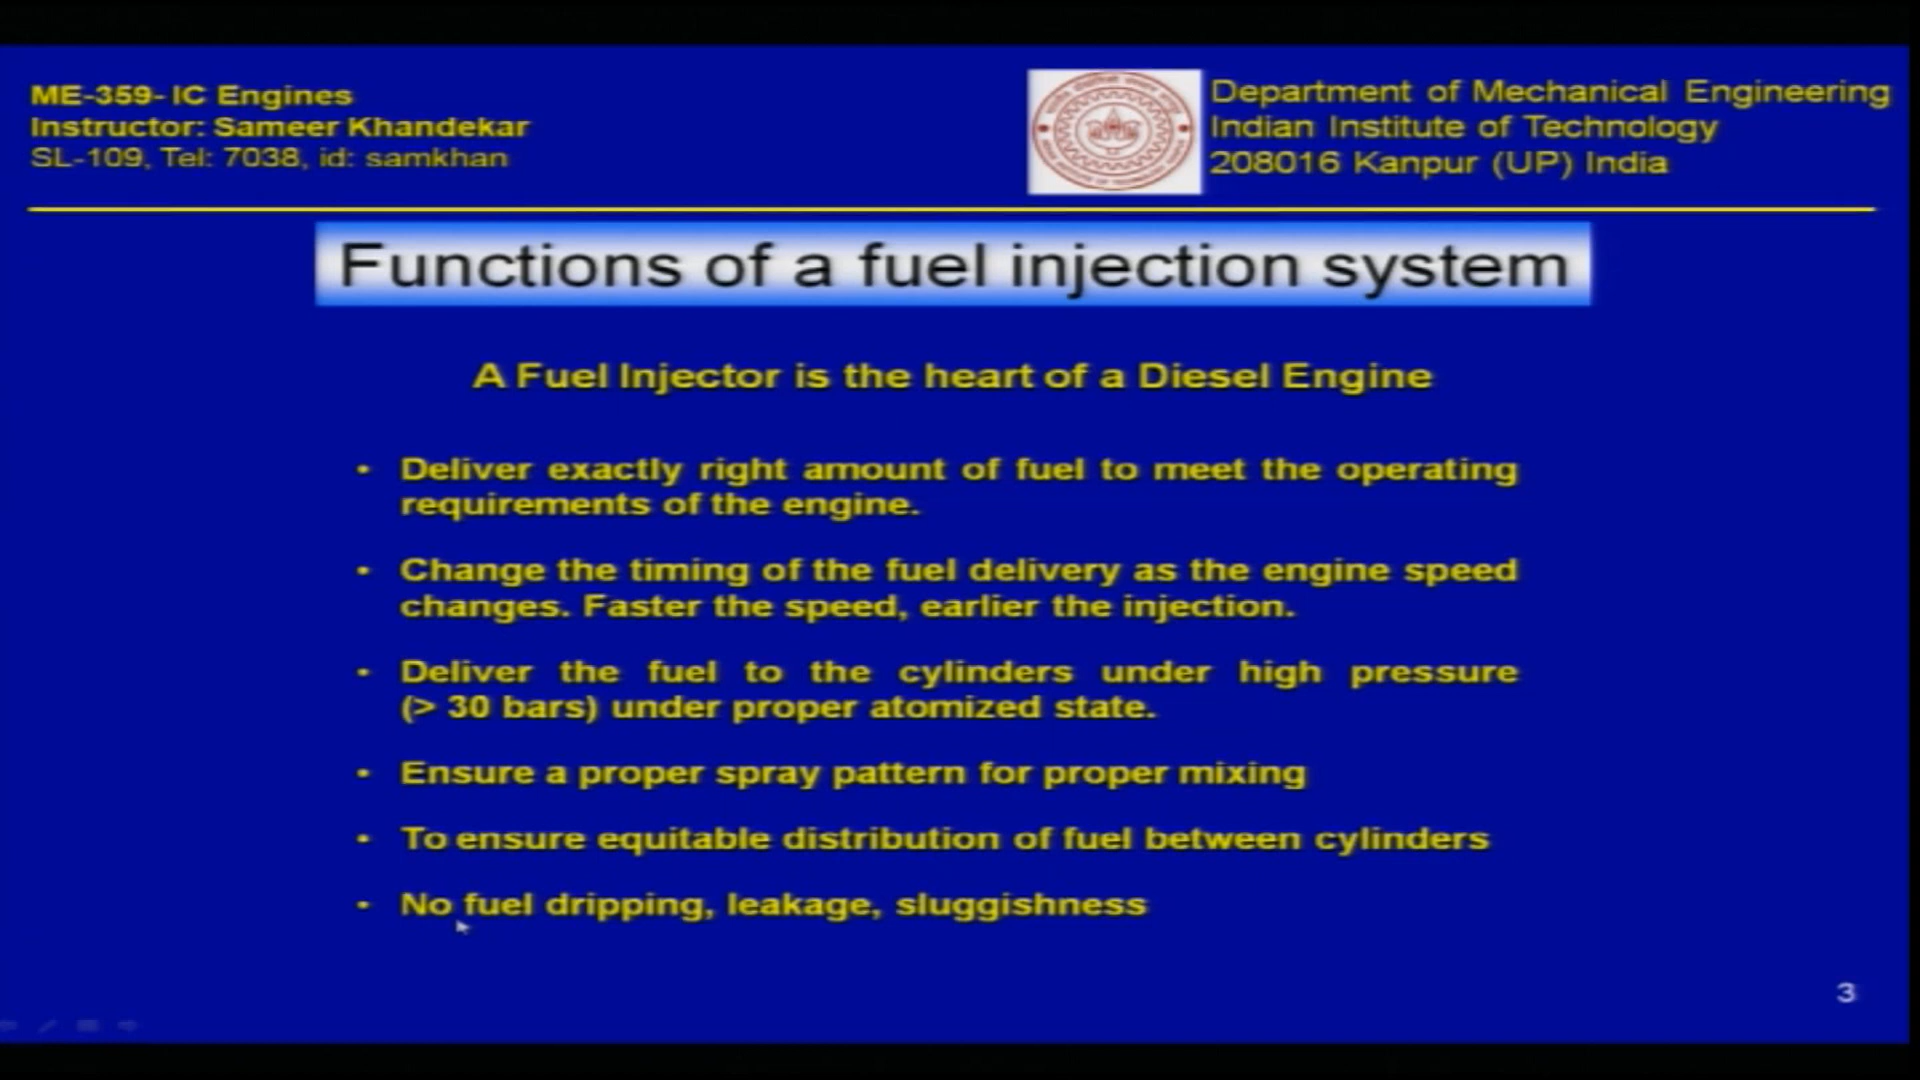 ME-359- IC Engines
Instructor: Sameer Khandekar
SL-109, Tel: 7038, id: samkhan
Department of Mechanical Engineering
Indian Institute of Technology
208016 Kanpur (UP) India
Functions of a fuel injection system
A Fuel Injector is the heart of a Diesel Engine
• Deliver exactly right amount of fuel to meet the operating
requirements of the engine.
• Change the timing of the fuel delivery as the engine speed
changes. Faster the speed, earlier the injection.
• Deliver the fuel to the cylinders under high pressure
(> 30 bars) under proper atomized state.
• Ensure a proper spray pattern for proper mixing
• To ensure equitable distribution of fuel between cylinders
• No fuel dripping, leakage, sluggishness
3